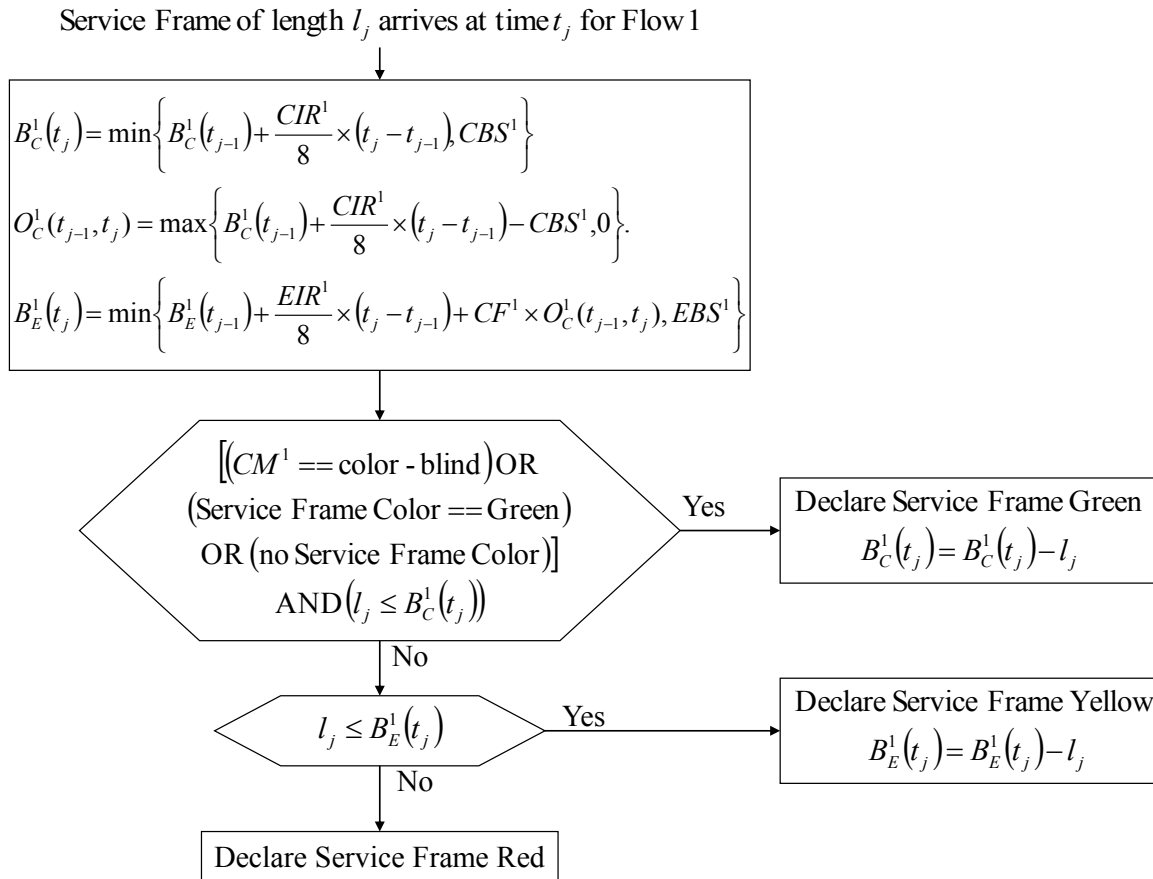 Service Frame of length l_j arrives at time t_j for Flow 1
B_C^1(t_j) = min{B_C^1(t_{j-1}) + CIR^1/8 × (t_j − t_{j-1}), CBS^1}
O_C^1(t_{j-1}, t_j) = max{B_C^1(t_{j-1}) + CIR^1/8 × (t_j − t_{j-1}) − CBS^1, 0}.
B_E^1(t_j) = min{B_E^1(t_{j-1}) + EIR^1/8 × (t_j − t_{j-1}) + CF^1 × O_C^1(t_{j-1}, t_j), EBS^1}
[(CM^1 == color - blind) OR
(Service Frame Color == Green)
OR (no Service Frame Color)]
AND (l_j ≤ B_C^1(t_j))
Yes
Declare Service Frame Green
B_C^1(t_j) = B_C^1(t_j) − l_j
No
l_j ≤ B_E^1(t_j)
Yes
Declare Service Frame Yellow
B_E^1(t_j) = B_E^1(t_j) − l_j
No
Declare Service Frame Red